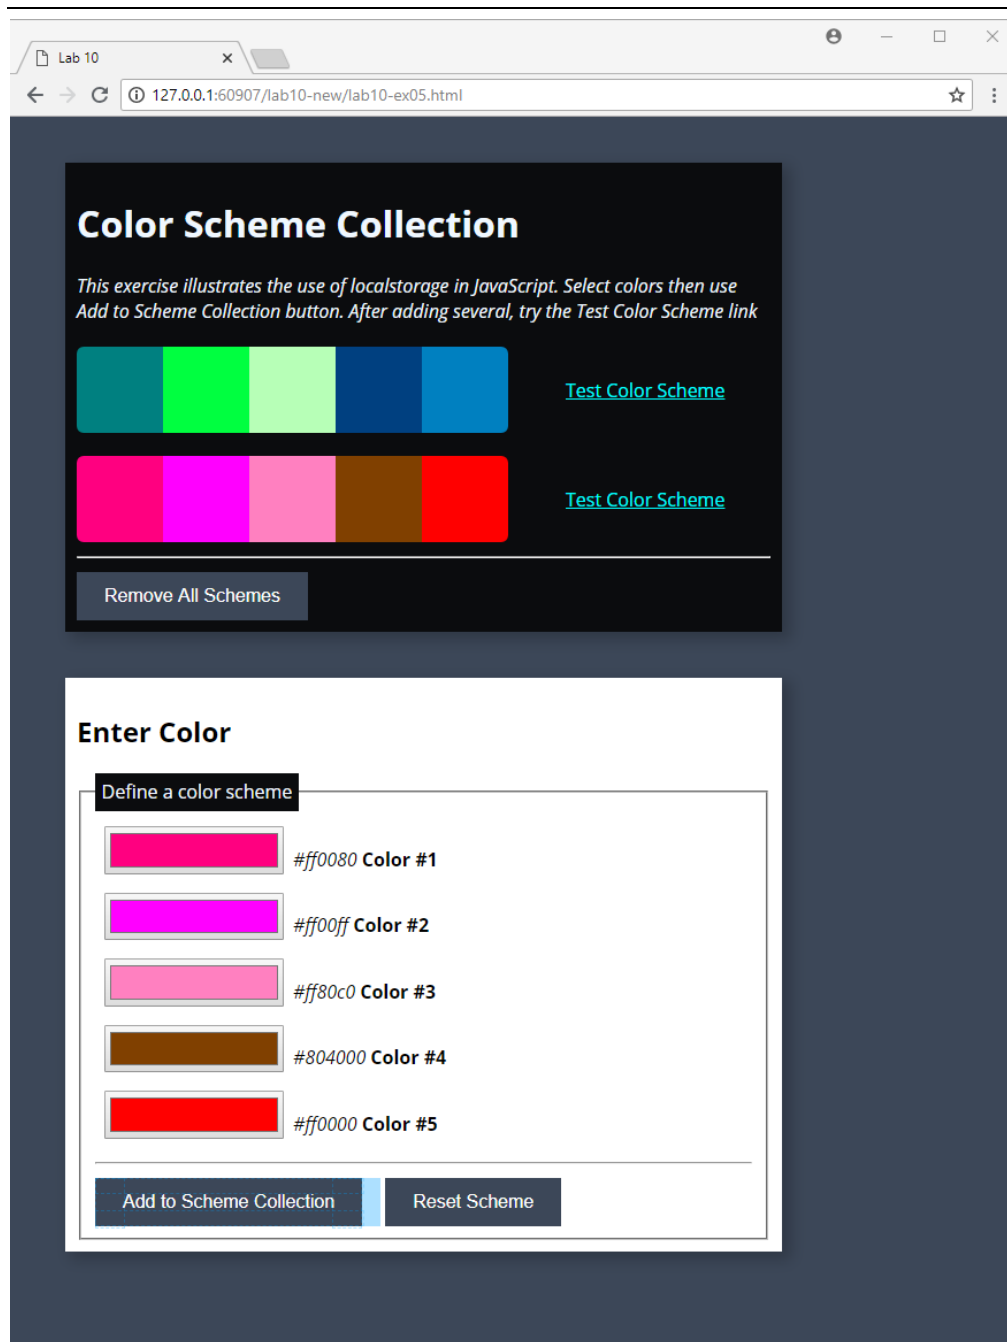 Lab 10
127.0.0.1:60907/lab10-new/lab10-ex05.html
Color Scheme Collection
This exercise illustrates the use of localstorage in JavaScript. Select colors then use
Add to Scheme Collection button. After adding several, try the Test Color Scheme link
Test Color Scheme
Test Color Scheme
Remove All Schemes
Enter Color
Define a color scheme
#ff0080 Color #1
#ff00ff Color #2
#ff80c0 Color #3
#804000 Color #4
#ff0000 Color #5
Add to Scheme Collection
Reset Scheme